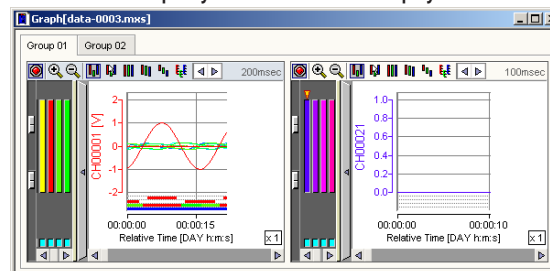 Graph[data-0003.mxs]
Group 01 Group 02
200msec 100msec
CH00001 [V]
2
1
0
-1
-2
00:00:00 00:00:15
Relative Time [DAY h:m:s] x 1
CH00021
1.0
0.8
0.6
0.4
0.2
0.0
00:00:00 00:00:10
Relative Time [DAY h:m:s] x 1